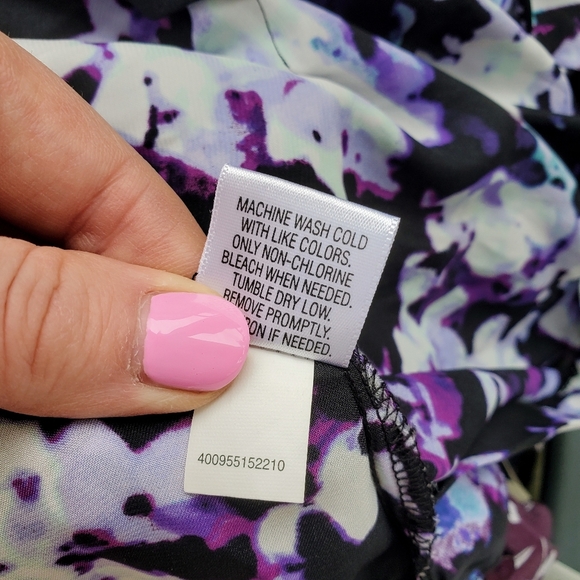 MACHINE WASH COLD
WITH LIKE COLORS,
ONLY NON-CHLORINE
BLEACH WHEN NEEDED.
TUMBLE DRY LOW.
REMOVE PROMPTLY.
IF NEEDED.
400955152210